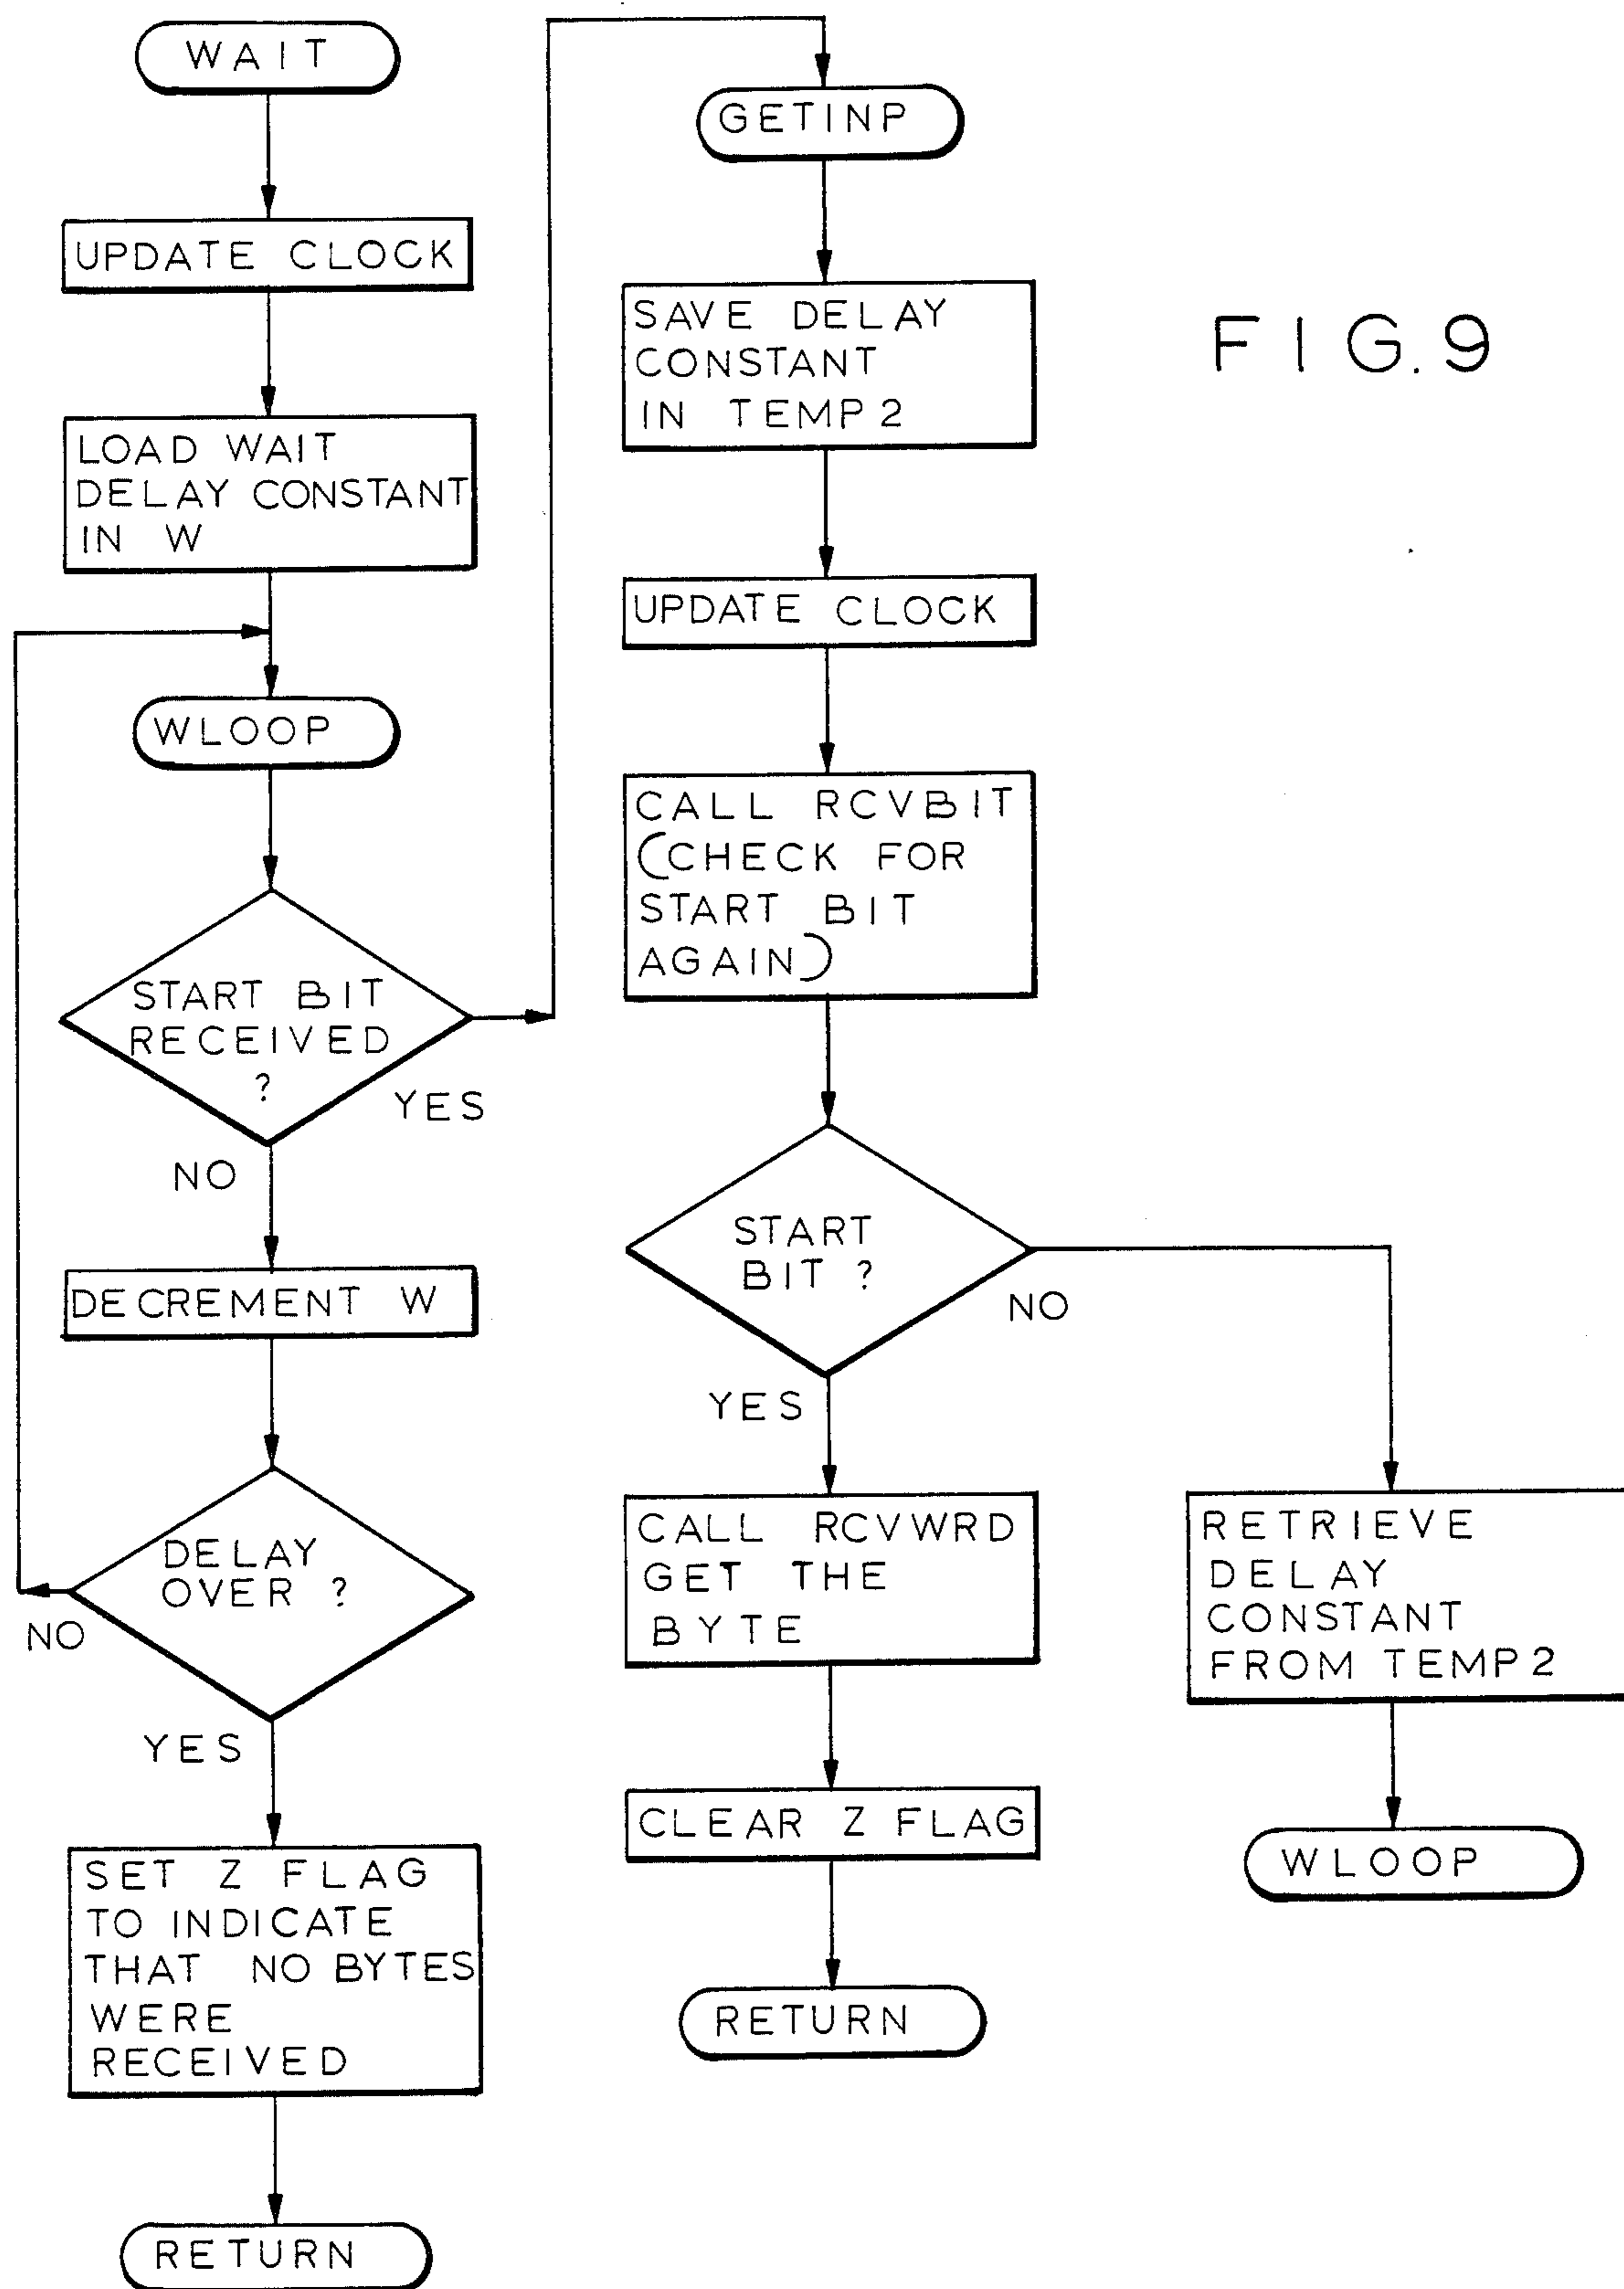 WAIT
UPDATE CLOCK
LOAD WAIT
DELAY CONSTANT
IN W
WLOOP
START BIT
RECEIVED
?
YES
NO
DECREMENT W
DELAY
OVER ?
NO
YES
SET Z FLAG
TO INDICATE
THAT NO BYTES
WERE
RECEIVED
RETURN
GETINP
SAVE DELAY
CONSTANT
IN TEMP 2
UPDATE CLOCK
CALL RCVBIT
(CHECK FOR
START BIT
AGAIN)
START
BIT ?
NO
YES
CALL RCVWRD
GET THE
BYTE
CLEAR Z FLAG
RETURN
RETRIEVE
DELAY
CONSTANT
FROM TEMP 2
WLOOP
FIG. 9